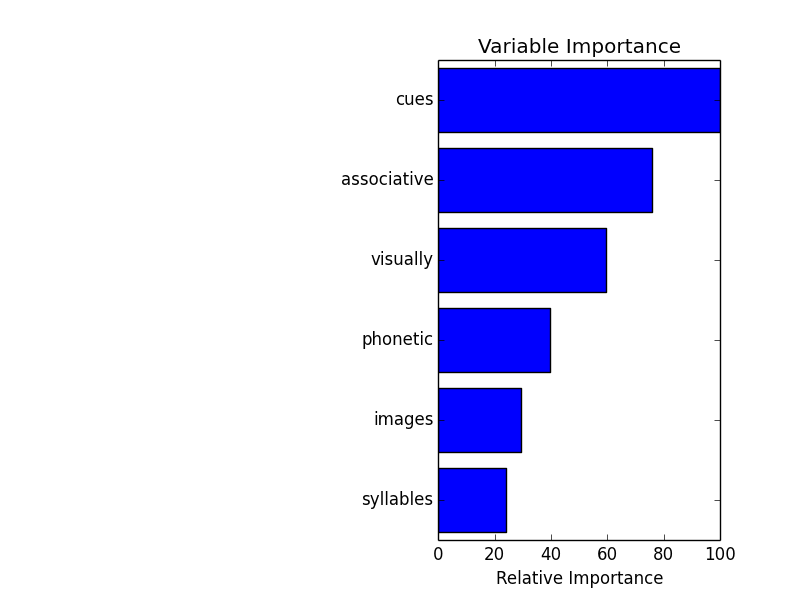 Variable Importance
cues
associative
visually
phonetic
images
syllables
0 20 40 60 80 100
Relative Importance